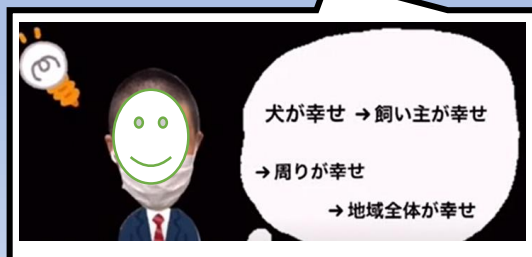 犬が幸せ → 飼い主が幸せ
→ 周りが幸せ
→ 地域全体が幸せ